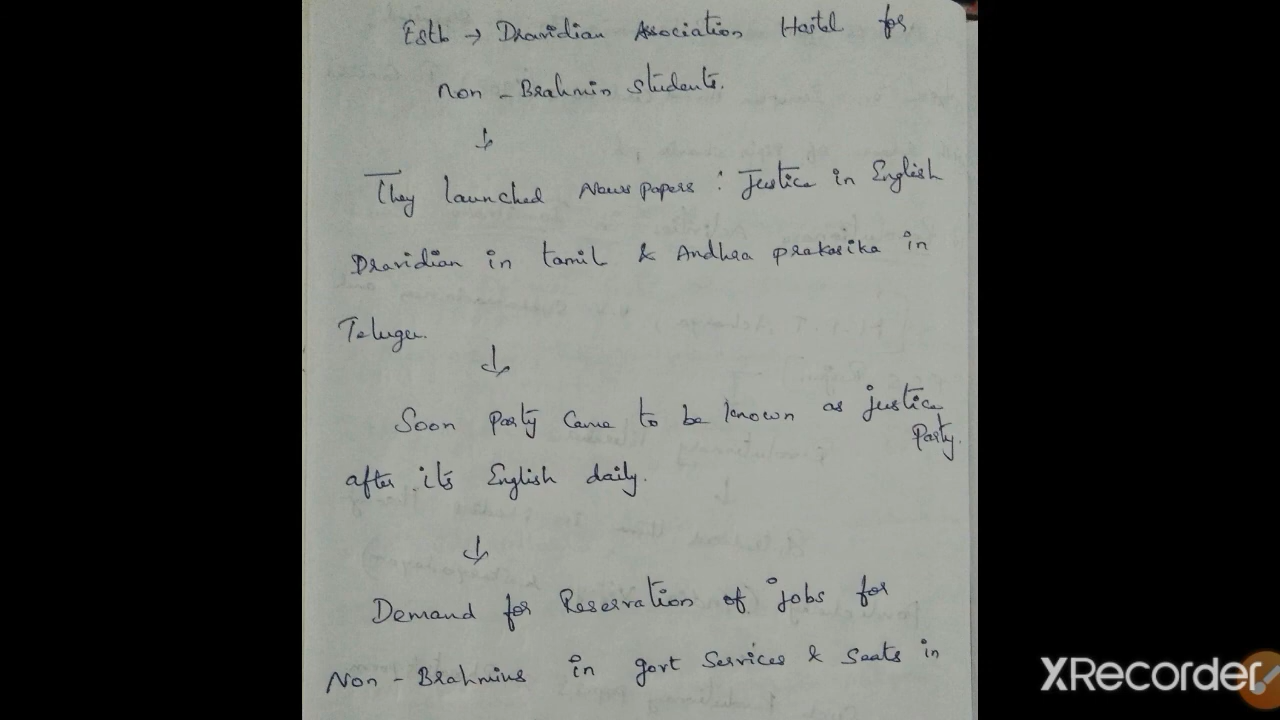 Estb → Dravidian Association Hostel for
non - Brahmin students.
↓
They launched News papers : Justice in English
Dravidian in tamil & Andhra prakasika in
Telugu.
↓
Soon party came to be known as justice
party.
after its English daily.
↓
Demand for Reservation of jobs for
Non - Brahmins in govt Services & Seats in
XRecorder